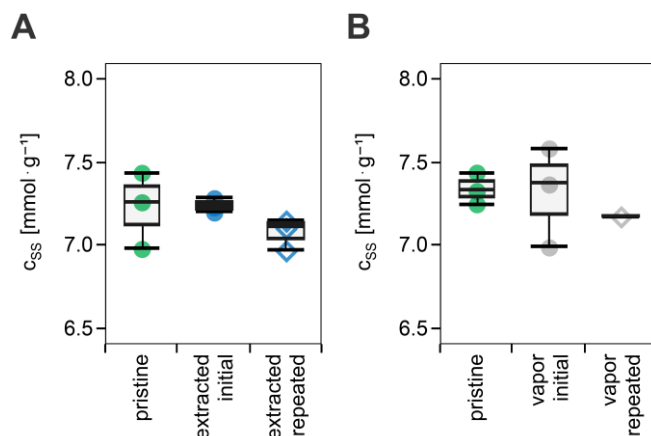 A
B
c_SS [mmol · g⁻¹]
8.0
7.5
7.0
6.5
pristine
extracted
initial
extracted
repeated
c_SS [mmol · g⁻¹]
8.0
7.5
7.0
6.5
pristine
vapor
initial
vapor
repeated